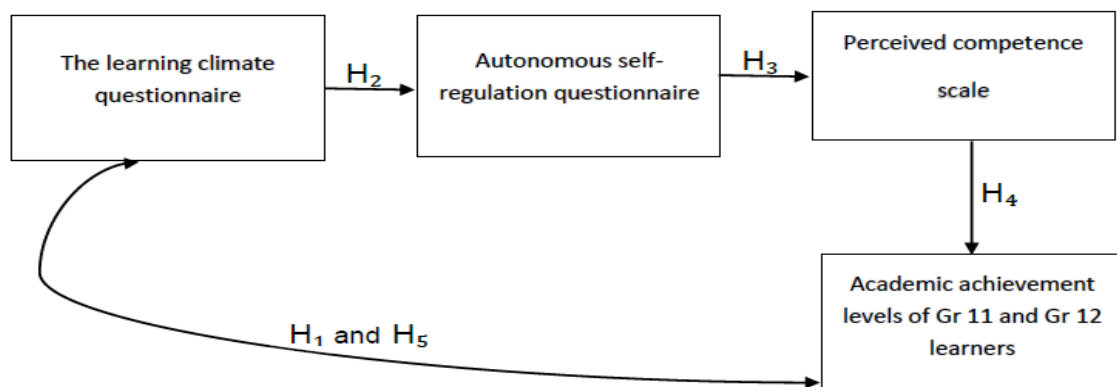 The learning climate
questionnaire
H₂
Autonomous self-
regulation questionnaire
H₃
Perceived competence
scale
H₄
Academic achievement
levels of Gr 11 and Gr 12
learners
H₁ and H₅